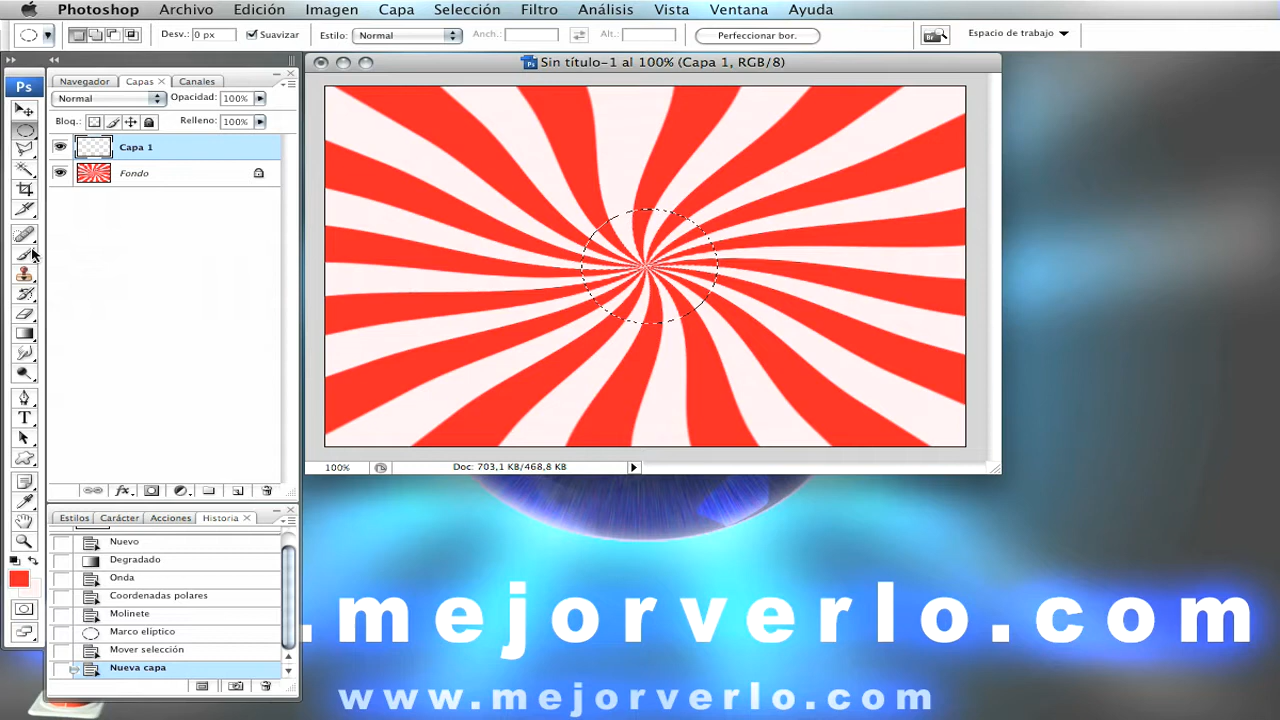 Photoshop Archivo Edición Imagen Capa Selección Filtro Análisis Vista Ventana Ayuda
Desv.: 0 px Suavizar Estilo: Normal Anch.: Alt.: Perfeccionar bor. Br Espacio de trabajo
Sin título-1 al 100% (Capa 1, RGB/8)
Ps
Navegador Capas × Canales
Normal Opacidad: 100%
Bloq.: Relleno: 100%
Capa 1
Fondo
T
fx
100% Doc: 703,1 KB/468,8 KB
Estilos Carácter Acciones Historia ×
Nuevo
Degradado
Onda
Coordenadas polares
Molinete
Marco elíptico
Mover selección
Nueva capa
.mejorverlo.com
www.mejorverlo.com